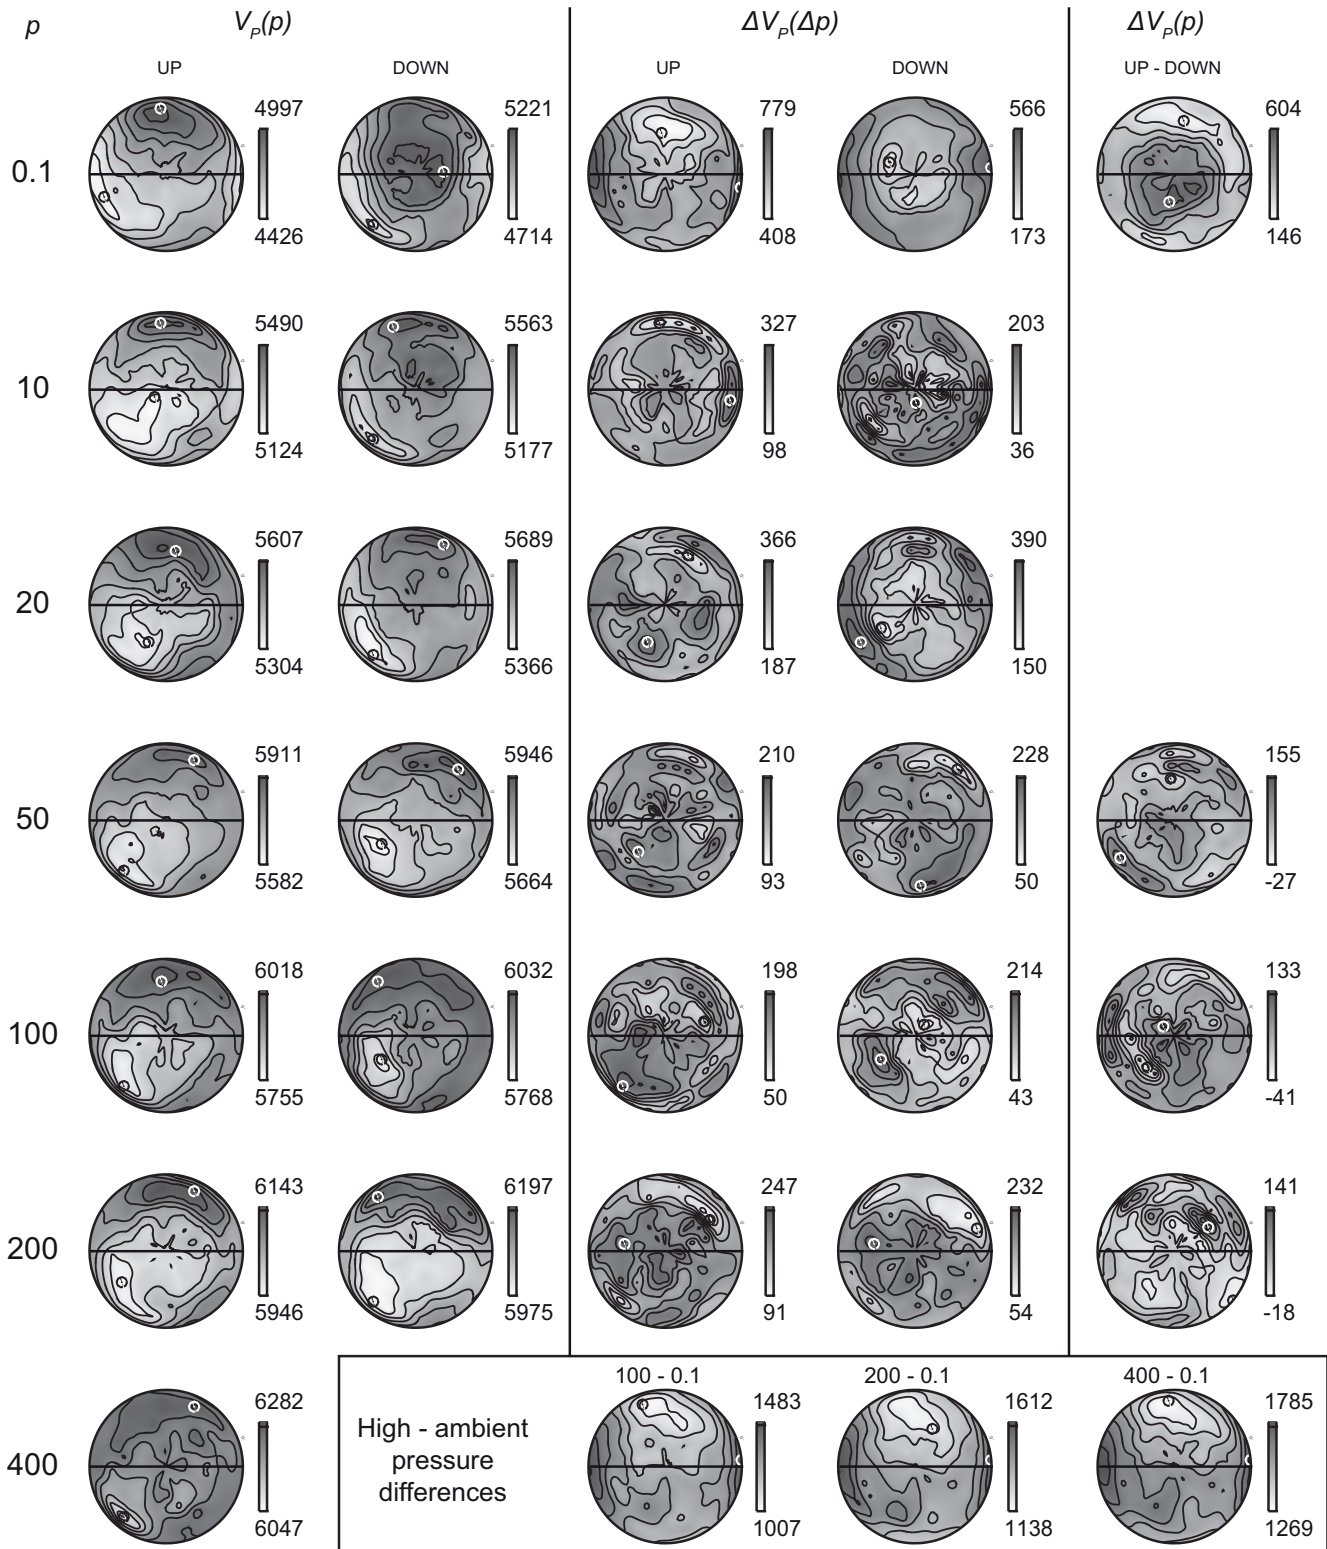 p V_P(p) ΔV_P(Δp) ΔV_P(p)
UP DOWN UP DOWN UP - DOWN
4997 5221 779 566 604
0.1
4426 4714 408 173 146
5490 5563 327 203
10
5124 5177 98 36
5607 5689 366 390
20
5304 5366 187 150
5911 5946 210 228 155
50
5582 5664 93 50 -27
6018 6032 198 214 133
100
5755 5768 50 43 -41
6143 6197 247 232 141
200
5946 5975 91 54 -18
100 - 0.1 200 - 0.1 400 - 0.1
6282 1483 1612 1785
High - ambient
400 pressure
differences
6047 1007 1138 1269